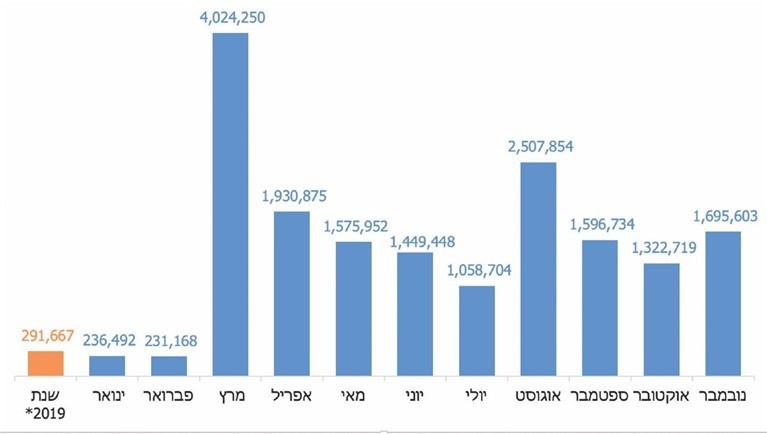 4,024,250
2,507,854
1,930,875
1,695,603
1,575,952
1,596,734
1,449,448
1,322,719
1,058,704
291,667
236,492
231,168
שנת
2019*
ינואר
פברואר
מרץ
אפריל
מאי
יוני
יולי
אוגוסט
ספטמבר
אוקטובר
נובמבר